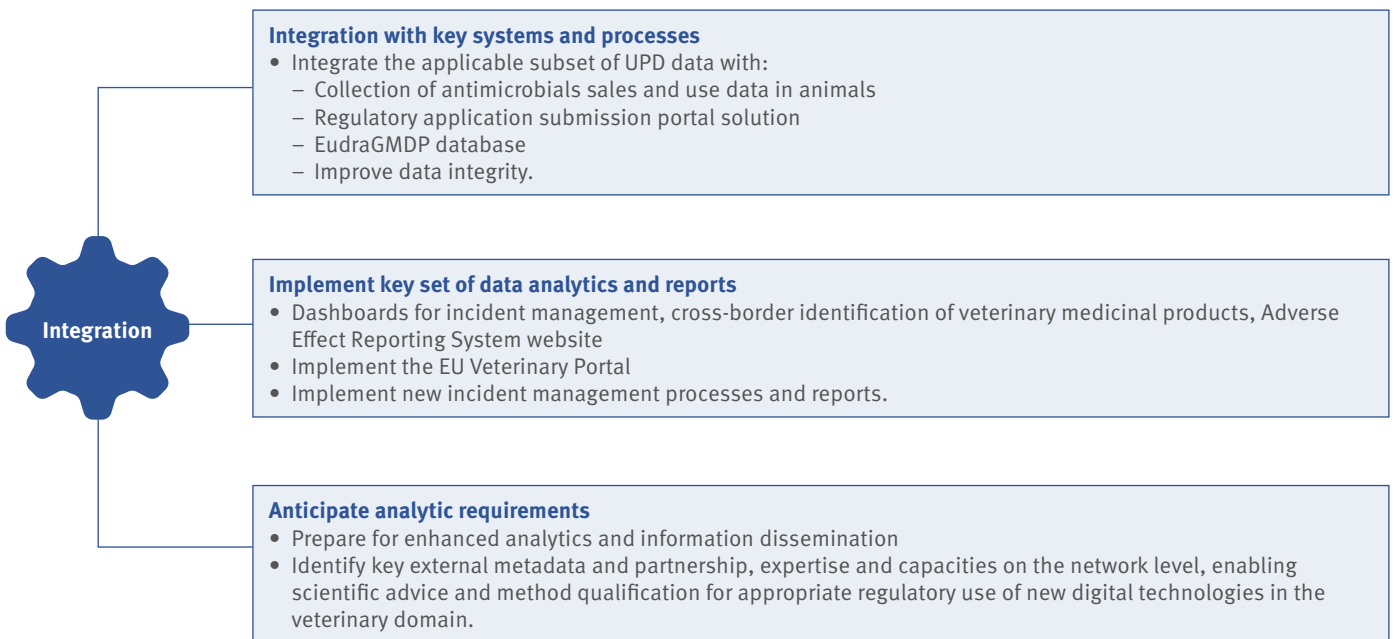 Integration with key systems and processes
• Integrate the applicable subset of UPD data with:
– Collection of antimicrobials sales and use data in animals
– Regulatory application submission portal solution
– EudraGMDP database
– Improve data integrity.
Integration
Implement key set of data analytics and reports
• Dashboards for incident management, cross-border identification of veterinary medicinal products, Adverse
Effect Reporting System website
• Implement the EU Veterinary Portal
• Implement new incident management processes and reports.
Anticipate analytic requirements
• Prepare for enhanced analytics and information dissemination
• Identify key external metadata and partnership, expertise and capacities on the network level, enabling
scientific advice and method qualification for appropriate regulatory use of new digital technologies in the
veterinary domain.